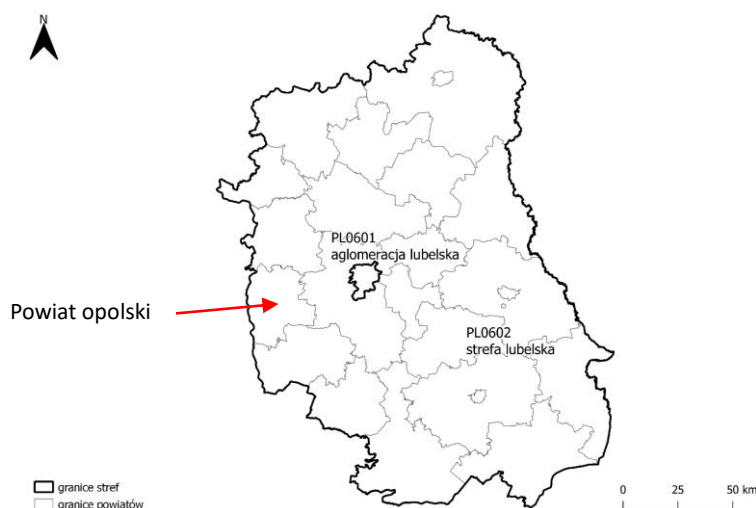 N
PL0601
aglomeracja lubelska
Powiat opolski
PL0602
strefa lubelska
granice stref
granice powiatów
0 25 50 km